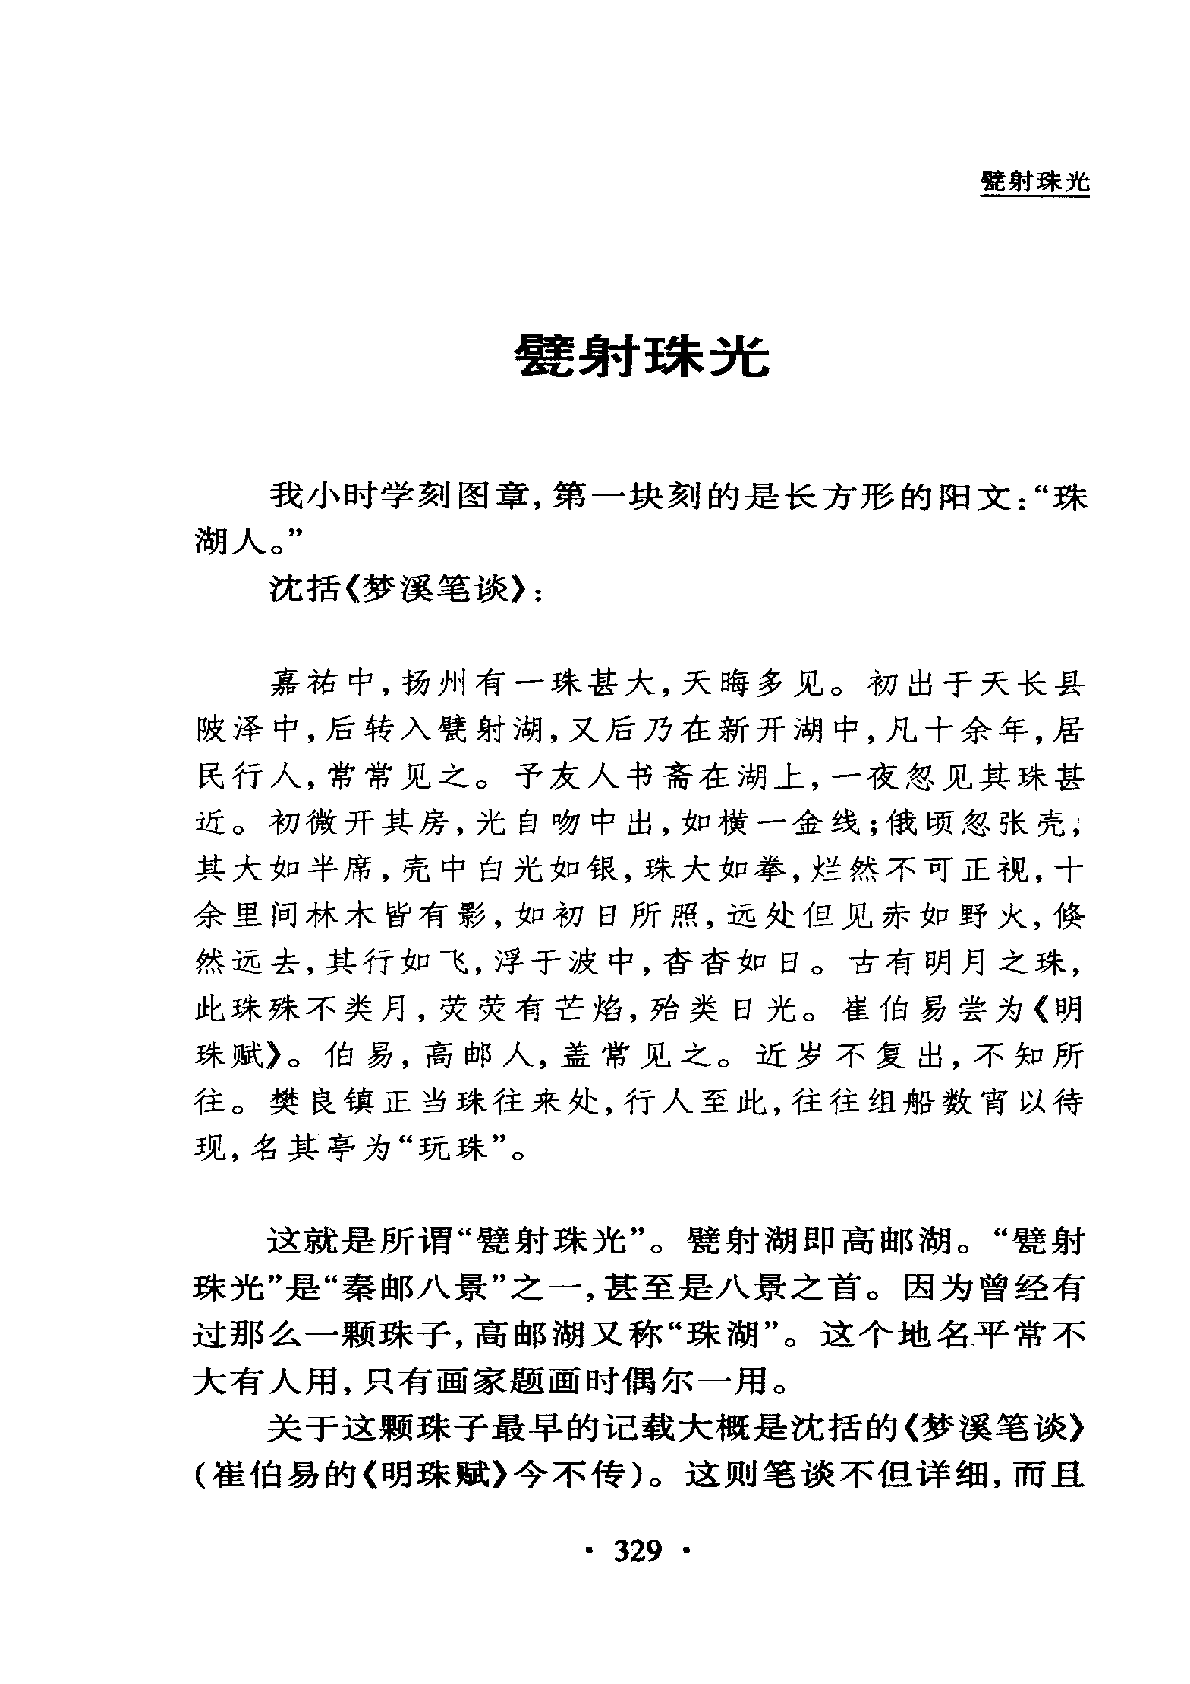 甓射珠光
甓射珠光
我小时学刻图章,第一块刻的是长方形的阳文:“珠
湖人。”
沈括《梦溪笔谈》:
嘉祐中,扬州有一珠甚大,天晦多见。初出于天长县
陂泽中,后转入甓射湖,又后乃在新开湖中,凡十余年,居
民行人,常常见之。予友人书斋在湖上,一夜忽见其珠甚
近。初微开其房,光自吻中出,如横一金线;俄顷忽张壳,
其大如半席,壳中白光如银,珠大如拳,烂然不可正视,十
余里间林木皆有影,如初日所照,远处但见赤如野火,倏
然远去,其行如飞,浮于波中,杳杳如日。古有明月之珠,
此珠殊不类月,荧荧有芒焰,殆类日光。崔伯易尝为《明
珠赋》。伯易,高邮人,盖常见之。近岁不复出,不知所
往。樊良镇正当珠往来处,行人至此,往往组船数宵以待
现,名其亭为“玩珠”。
这就是所谓“甓射珠光”。甓射湖即高邮湖。“甓射
珠光”是“秦邮八景”之一,甚至是八景之首。因为曾经有
过那么一颗珠子,高邮湖又称“珠湖”。这个地名平常不
大有人用,只有画家题画时偶尔一用。
关于这颗珠子最早的记载大概是沈括的《梦溪笔谈》
(崔伯易的《明珠赋》今不传)。这则笔谈不但详细,而且
· 329 ·